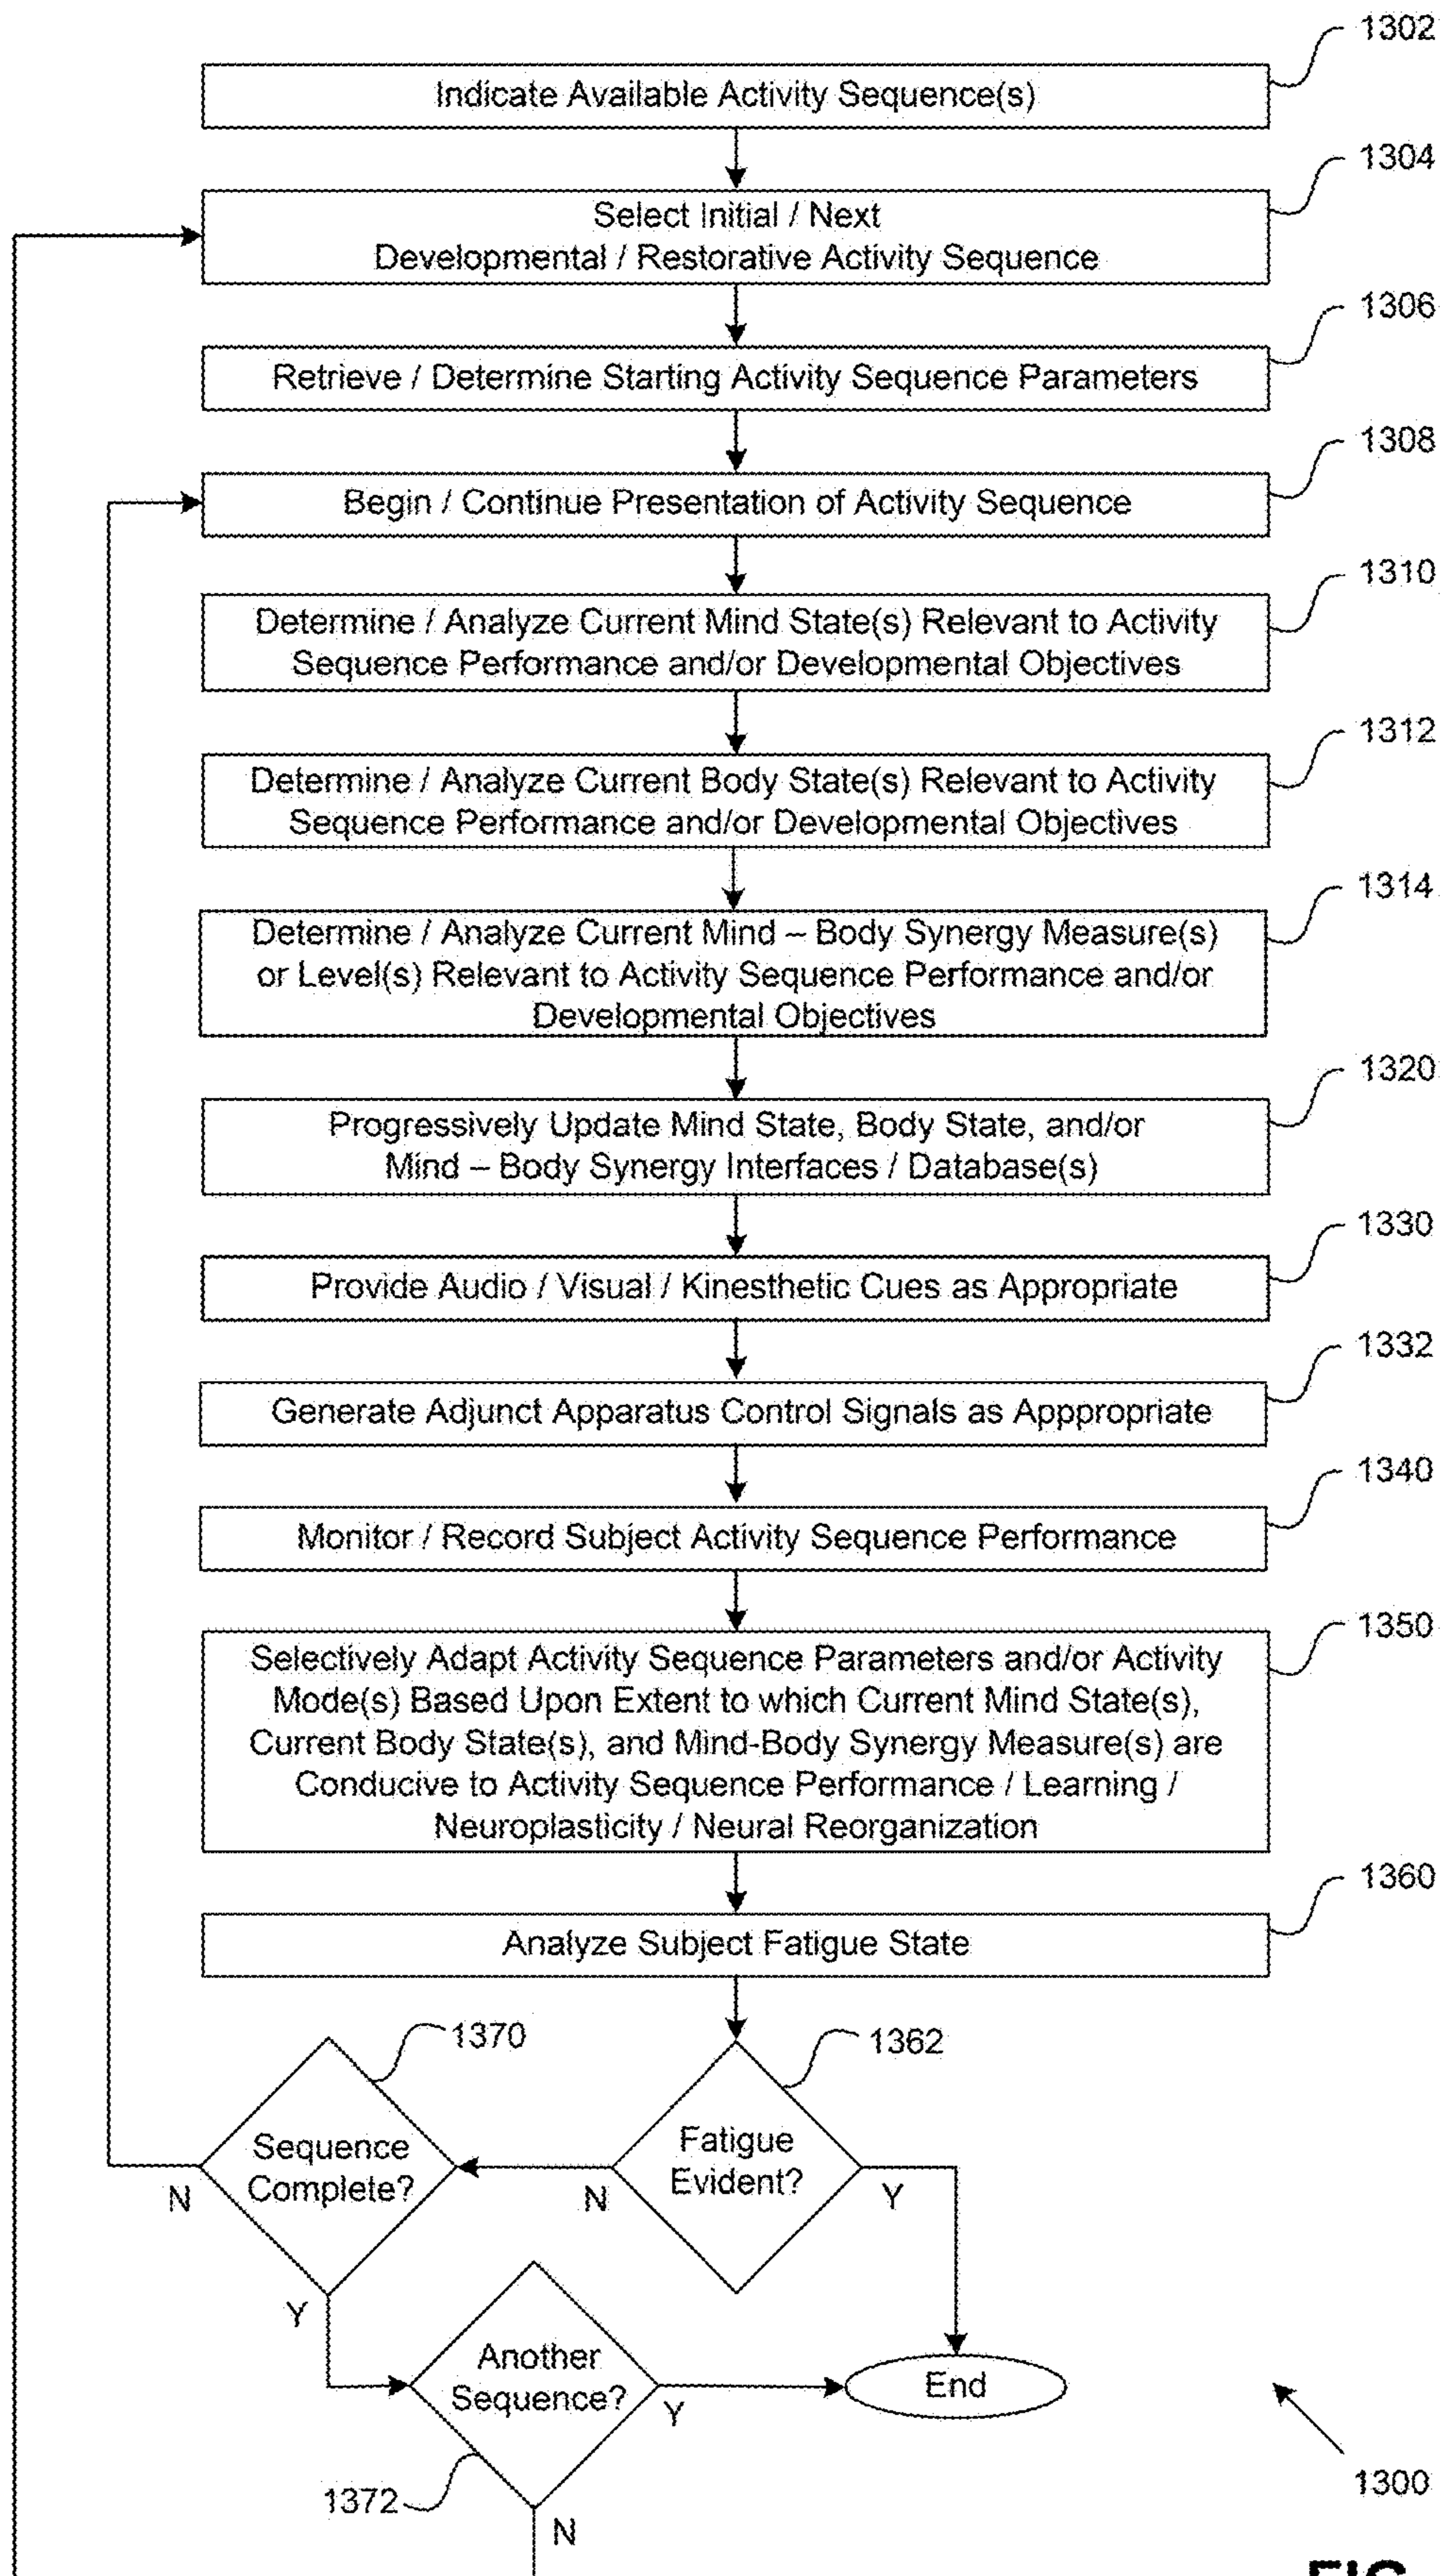 1302
Indicate Available Activity Sequence(s)
1304
Select Initial / Next
Developmental / Restorative Activity Sequence
1306
Retrieve / Determine Starting Activity Sequence Parameters
1308
Begin / Continue Presentation of Activity Sequence
1310
Determine / Analyze Current Mind State(s) Relevant to Activity
Sequence Performance and/or Developmental Objectives
1312
Determine / Analyze Current Body State(s) Relevant to Activity
Sequence Performance and/or Developmental Objectives
1314
Determine / Analyze Current Mind – Body Synergy Measure(s)
or Level(s) Relevant to Activity Sequence Performance and/or
Developmental Objectives
1320
Progressively Update Mind State, Body State, and/or
Mind – Body Synergy Interfaces / Database(s)
1330
Provide Audio / Visual / Kinesthetic Cues as Appropriate
1332
Generate Adjunct Apparatus Control Signals as Apppropriate
1340
Monitor / Record Subject Activity Sequence Performance
1350
Selectively Adapt Activity Sequence Parameters and/or Activity
Mode(s) Based Upon Extent to which Current Mind State(s),
Current Body State(s), and Mind-Body Synergy Measure(s) are
Conducive to Activity Sequence Performance / Learning /
Neuroplasticity / Neural Reorganization
1360
Analyze Subject Fatigue State
1370
1362
Sequence
Complete?
Fatigue
Evident?
N
N
Y
Y
Another
Sequence?
End
Y
1372
1300
N
FIG